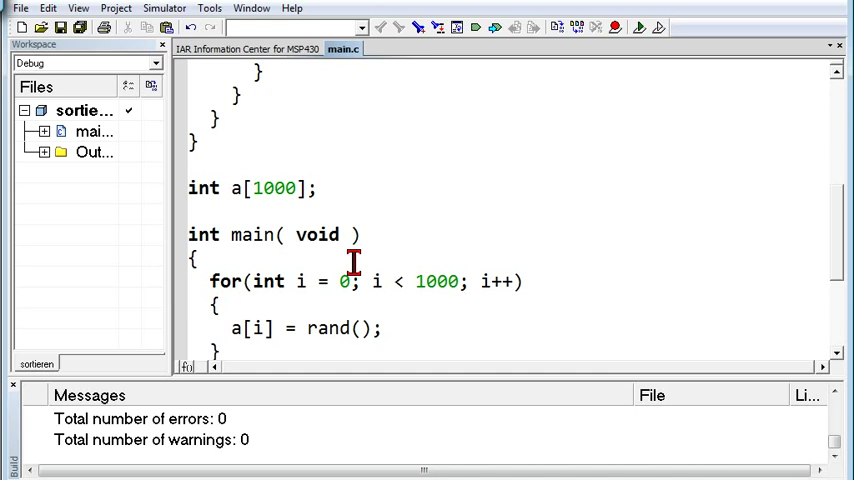 File Edit View Project Simulator Tools Window Help
Workspace
IAR Information Center for MSP430 main.c
Debug
Files
sortie...
mai...
Out...
sortieren
}
}
}
}
int a[1000];
int main( void )
{
for(int i = 0; i < 1000; i++)
{
a[i] = rand();
}
f()
Messages File Li...
Total number of errors: 0
Total number of warnings: 0
Build